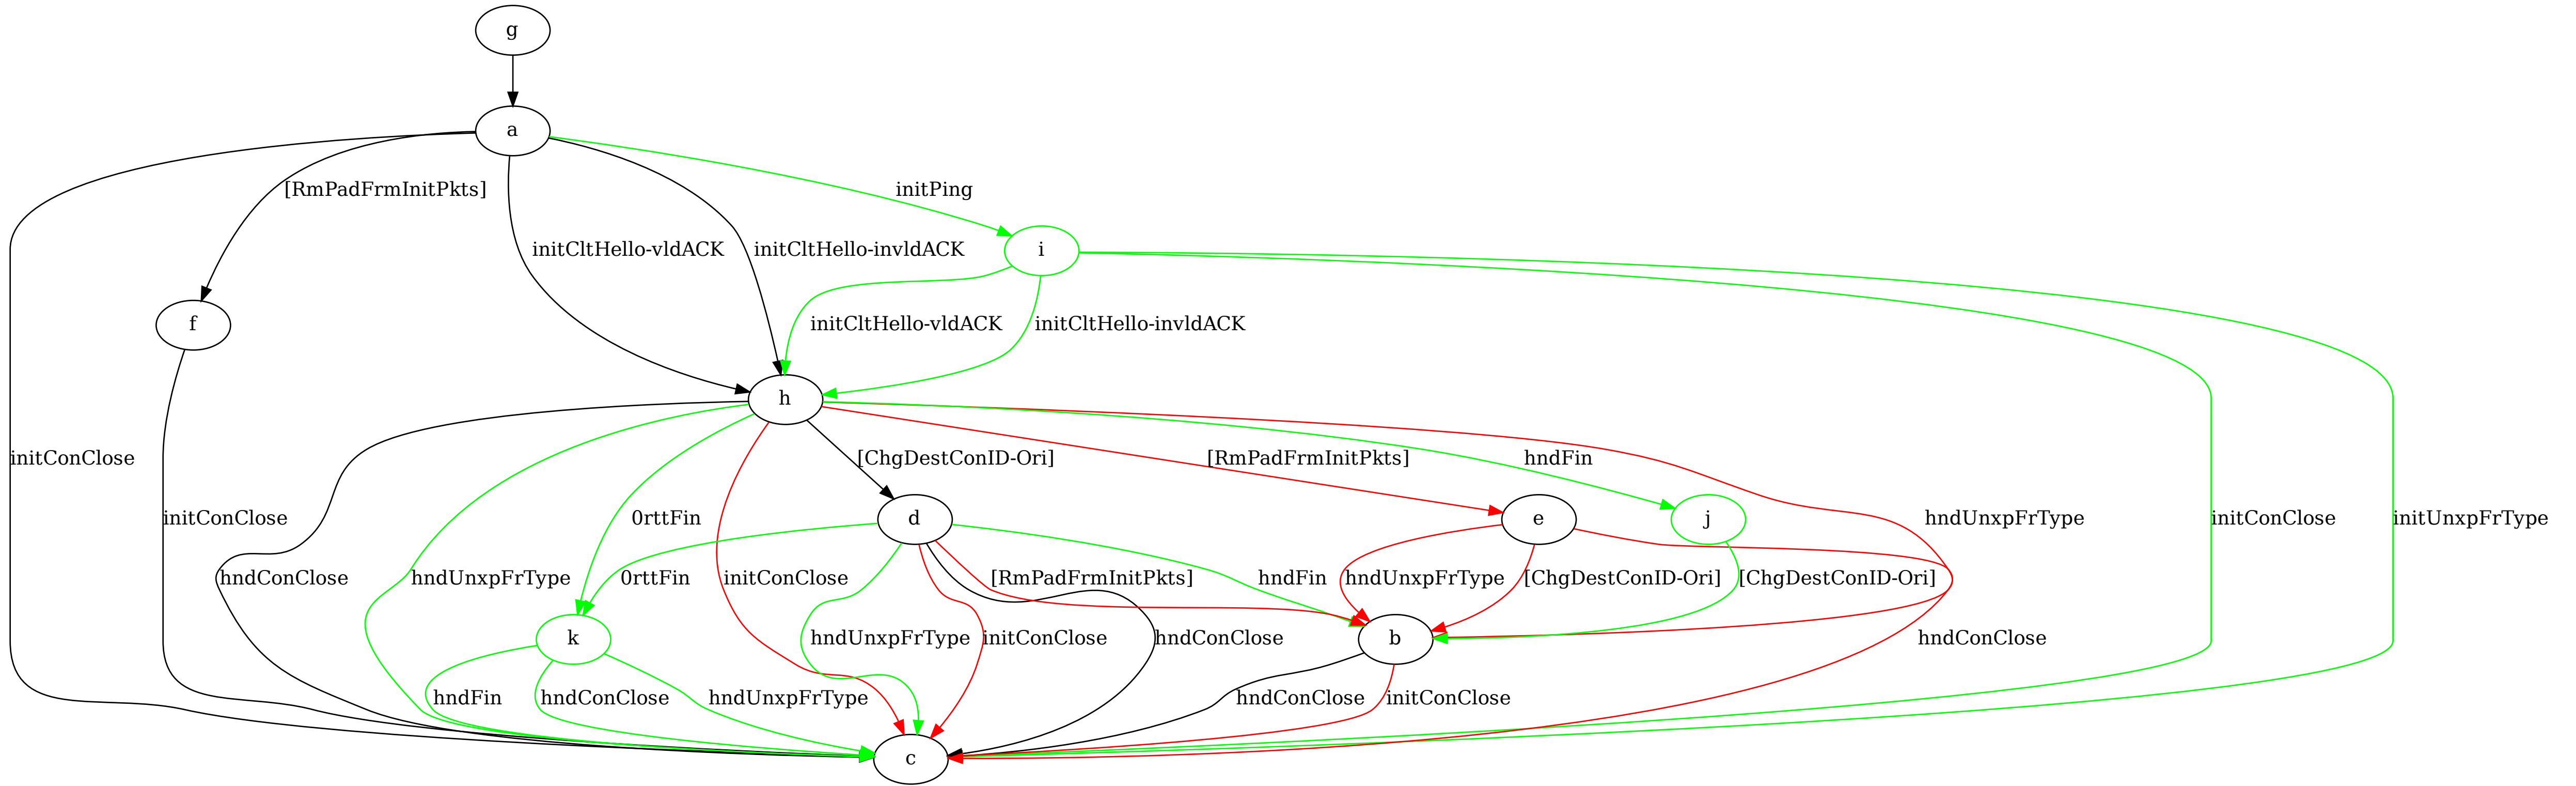 g
a
[RmPadFrmInitPkts]
initPing
initCltHello-vldACK
initCltHello-invldACK
i
f
initCltHello-vldACK
initCltHello-invldACK
h
initConClose
[ChgDestConID-Ori]
[RmPadFrmInitPkts]
hndFin
initConClose
0rttFin
d
e
j
hndUnxpFrType
initConClose
initUnxpFrType
hndConClose
hndUnxpFrType
0rttFin
initConClose
[RmPadFrmInitPkts]
hndFin
hndUnxpFrType
[ChgDestConID-Ori]
[ChgDestConID-Ori]
k
hndUnxpFrType
initConClose
hndConClose
b
hndConClose
hndFin
hndConClose
hndUnxpFrType
hndConClose
initConClose
c